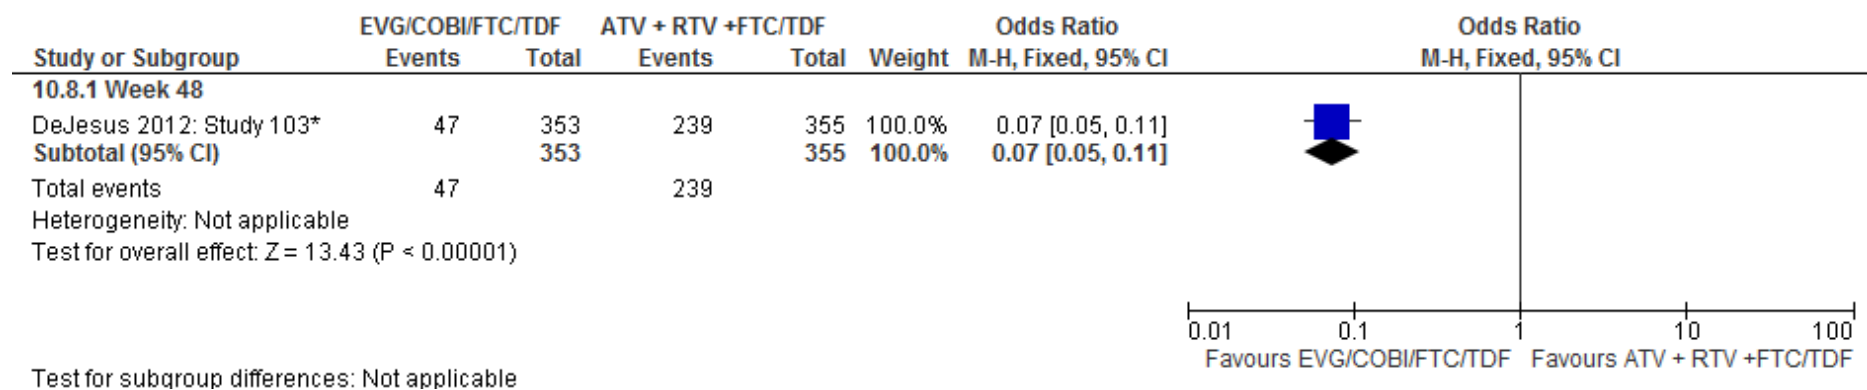 EVG/COBI/FTC/TDF ATV + RTV +FTC/TDF Odds Ratio Odds Ratio
Study or Subgroup Events Total Events Total Weight M-H, Fixed, 95% CI M-H, Fixed, 95% CI
10.8.1 Week 48
DeJesus 2012: Study 103* 47 353 239 355 100.0% 0.07 [0.05, 0.11]
Subtotal (95% CI) 353 355 100.0% 0.07 [0.05, 0.11]
Total events 47 239
Heterogeneity: Not applicable
Test for overall effect: Z = 13.43 (P < 0.00001)
0.01 0.1 1 10 100
Favours EVG/COBI/FTC/TDF Favours ATV + RTV +FTC/TDF
Test for subgroup differences: Not applicable